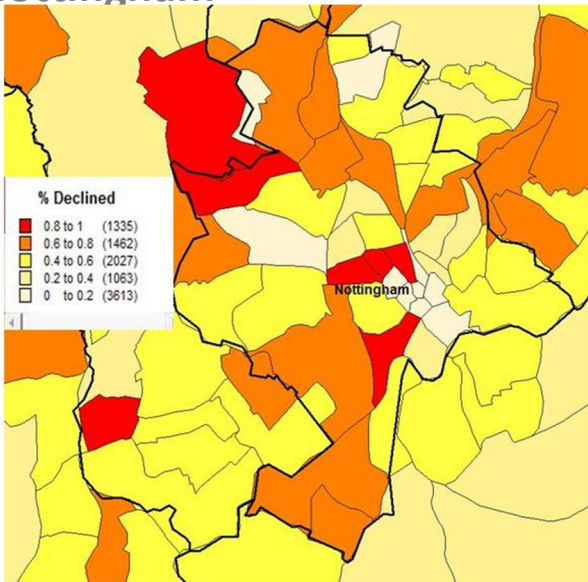 % Declined
0.8 to 1 (1335)
0.6 to 0.8 (1462)
0.4 to 0.6 (2027)
0.2 to 0.4 (1063)
0 to 0.2 (3613)
Nottingham